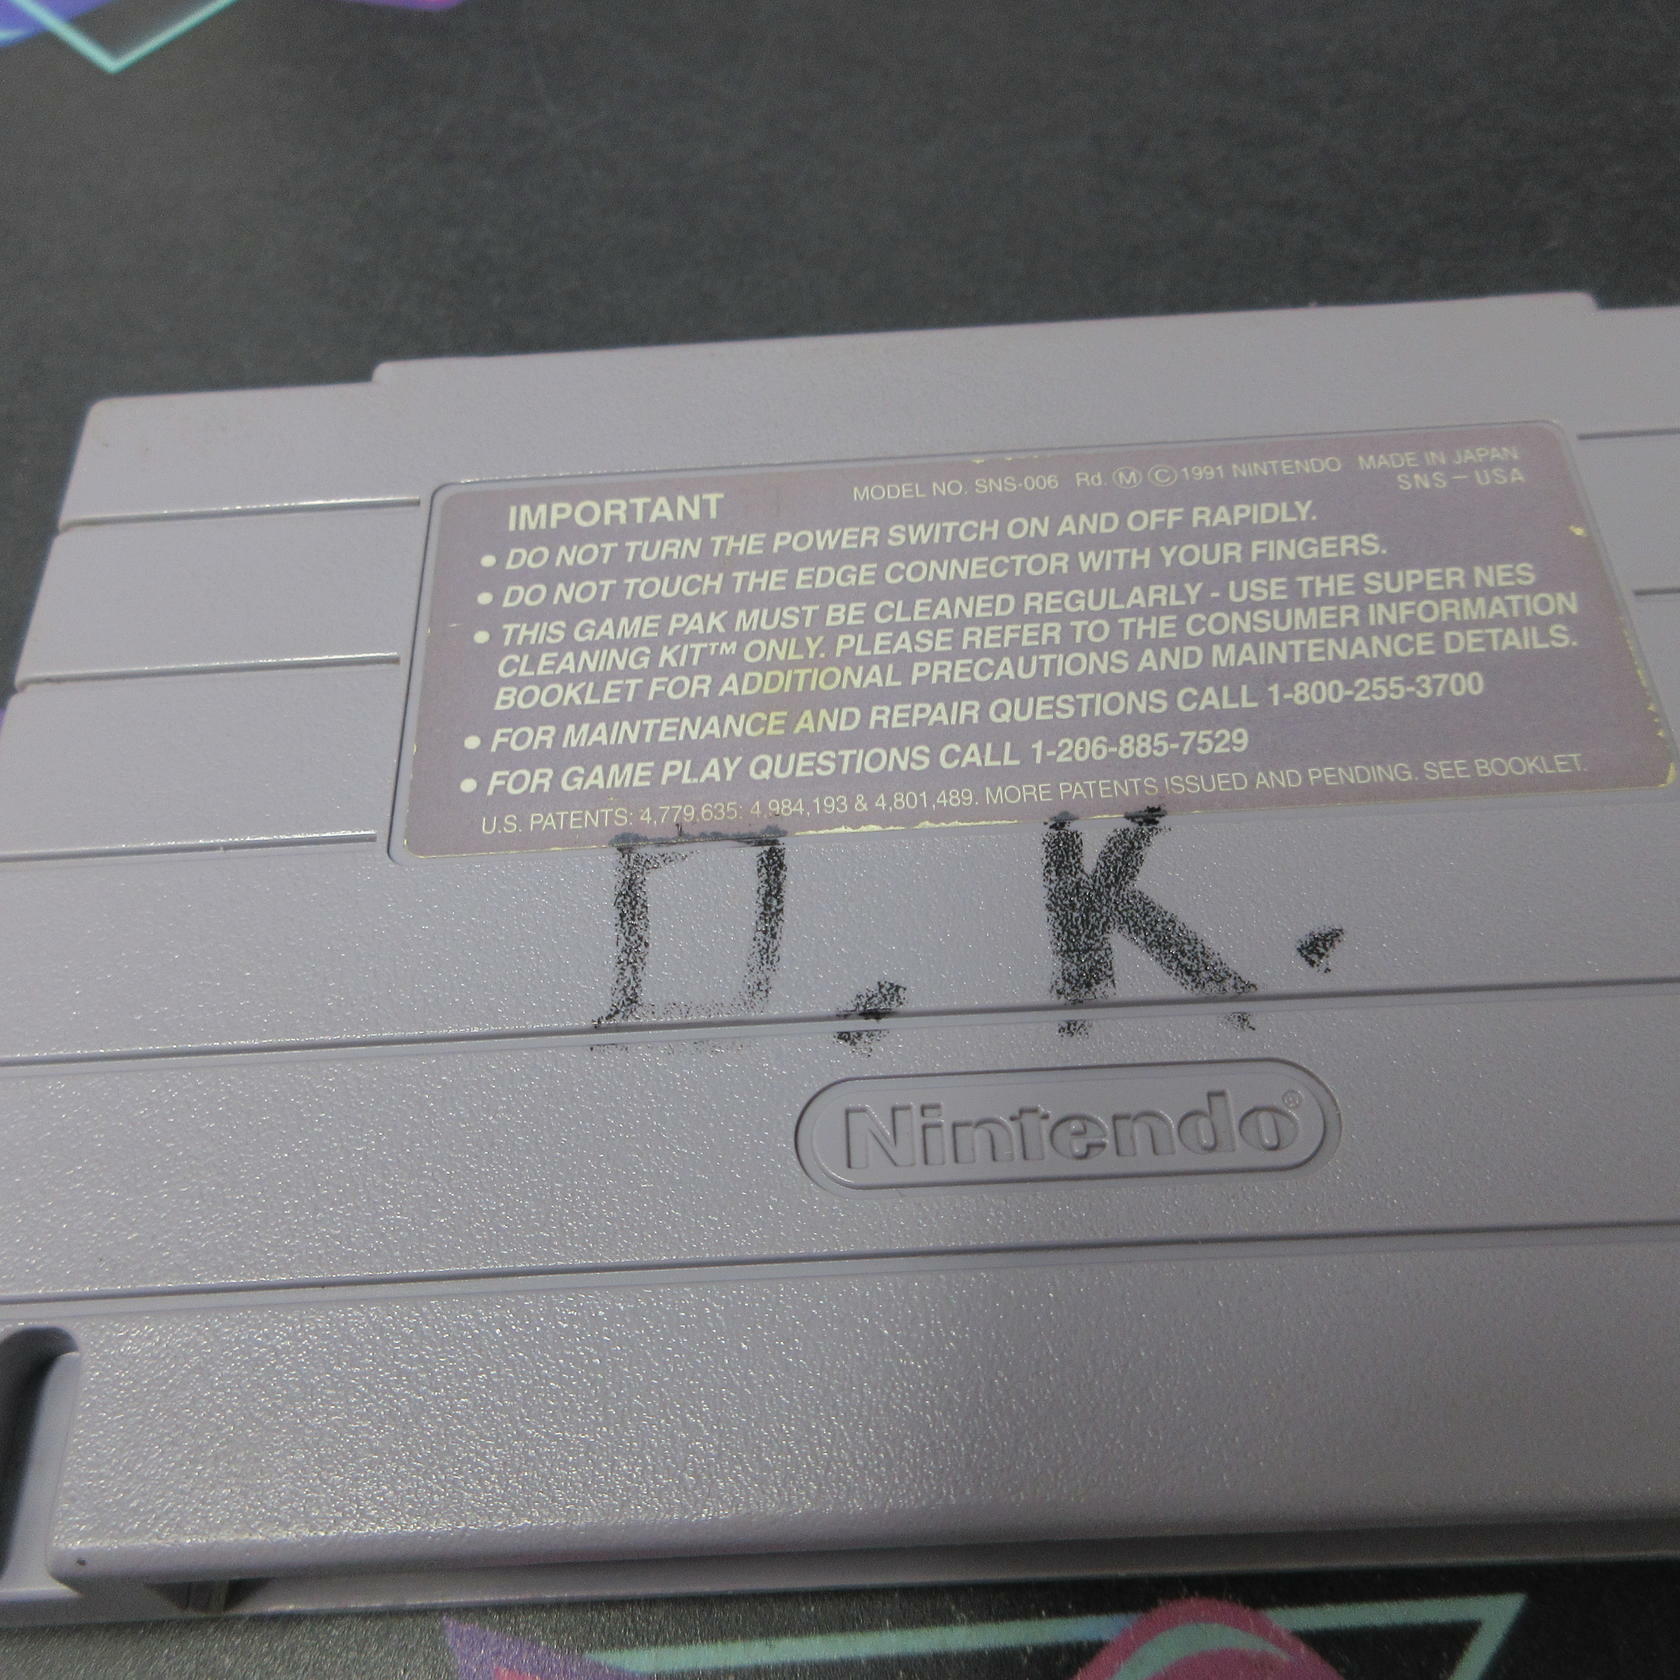 IMPORTANT MODEL NO. SNS-006 Rd. Ⓜ ©1991 NINTENDO MADE IN JAPAN
SNS-USA
• DO NOT TURN THE POWER SWITCH ON AND OFF RAPIDLY.
• DO NOT TOUCH THE EDGE CONNECTOR WITH YOUR FINGERS.
• THIS GAME PAK MUST BE CLEANED REGULARLY - USE THE SUPER NES
CLEANING KIT™ ONLY. PLEASE REFER TO THE CONSUMER INFORMATION
BOOKLET FOR ADDITIONAL PRECAUTIONS AND MAINTENANCE DETAILS.
• FOR MAINTENANCE AND REPAIR QUESTIONS CALL 1-800-255-3700
• FOR GAME PLAY QUESTIONS CALL 1-206-885-7529
U.S. PATENTS: 4,779,635: 4,984,193 & 4,801,489. MORE PATENTS ISSUED AND PENDING. SEE BOOKLET.
D. K.
Nintendo®